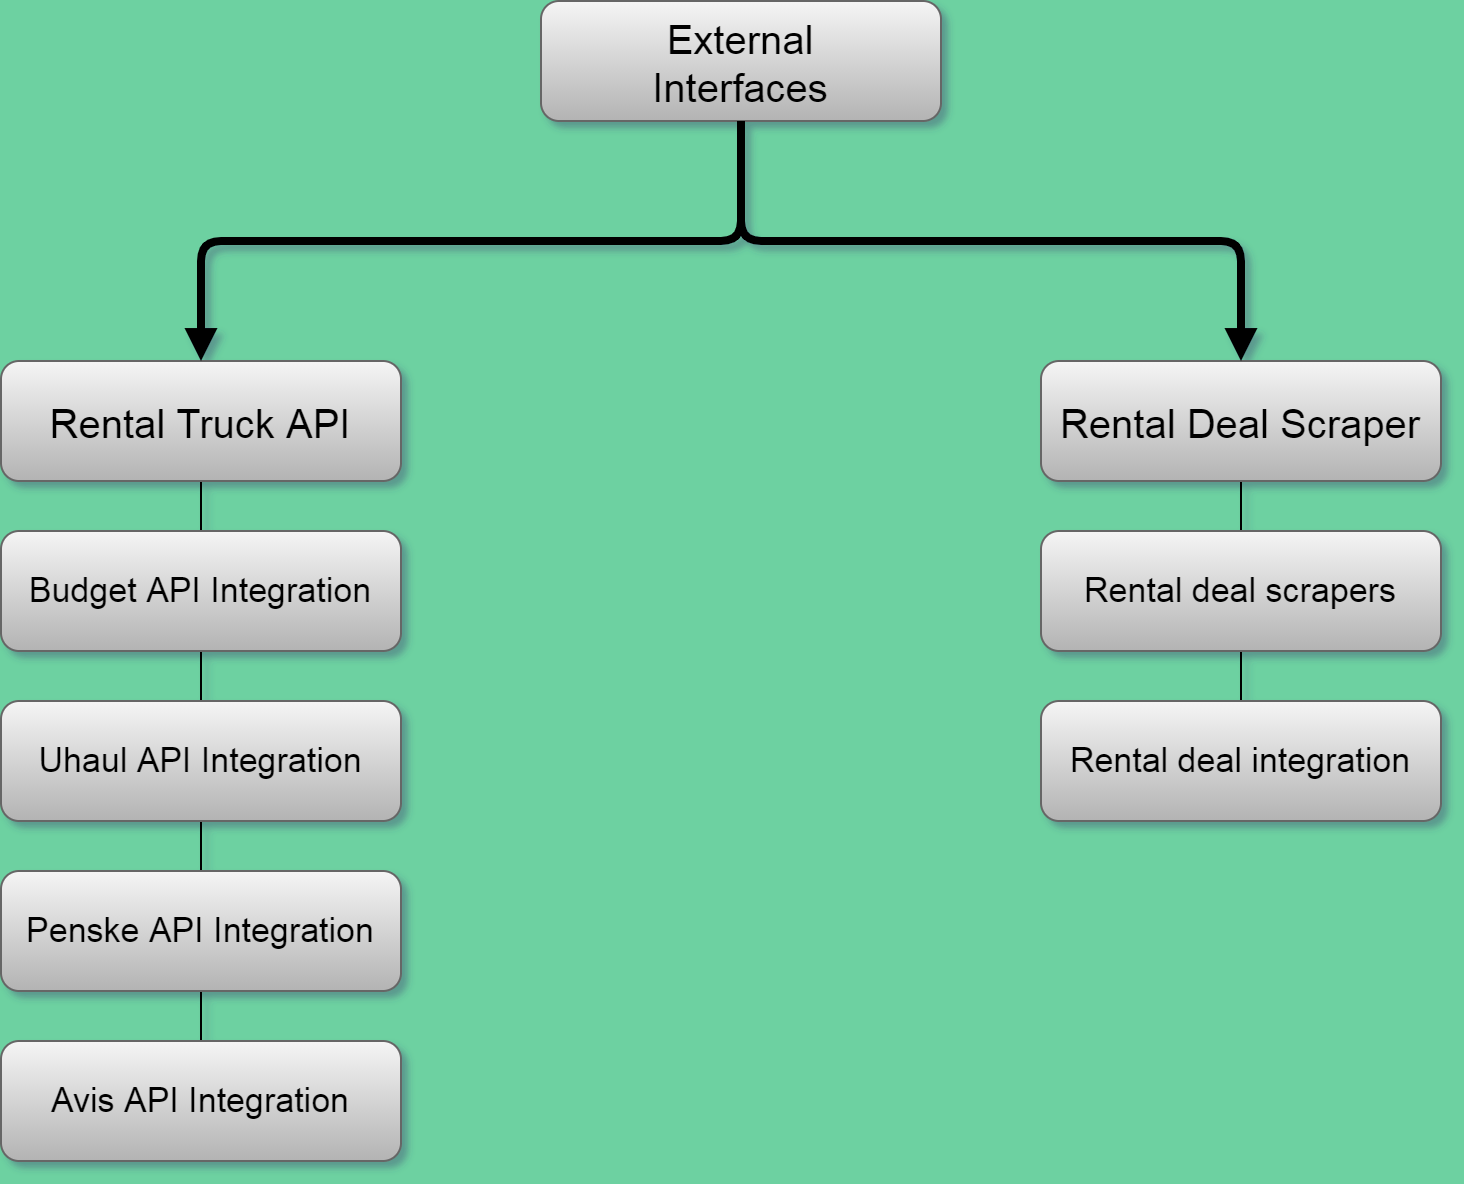 External
Interfaces
Rental Truck API
Rental Deal Scraper
Budget API Integration
Rental deal scrapers
Uhaul API Integration
Rental deal integration
Penske API Integration
Avis API Integration